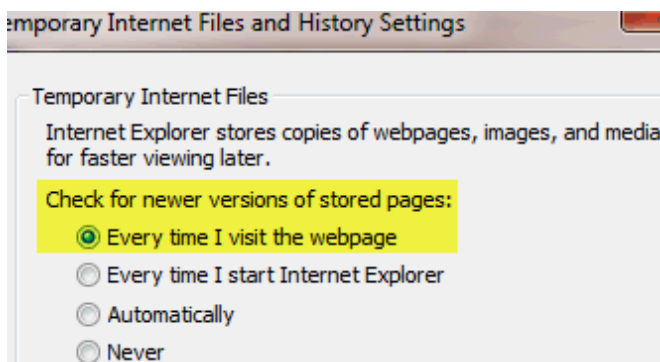 emporary Internet Files and History Settings
Temporary Internet Files
Internet Explorer stores copies of webpages, images, and media
for faster viewing later.
Check for newer versions of stored pages:
Every time I visit the webpage
Every time I start Internet Explorer
Automatically
Never